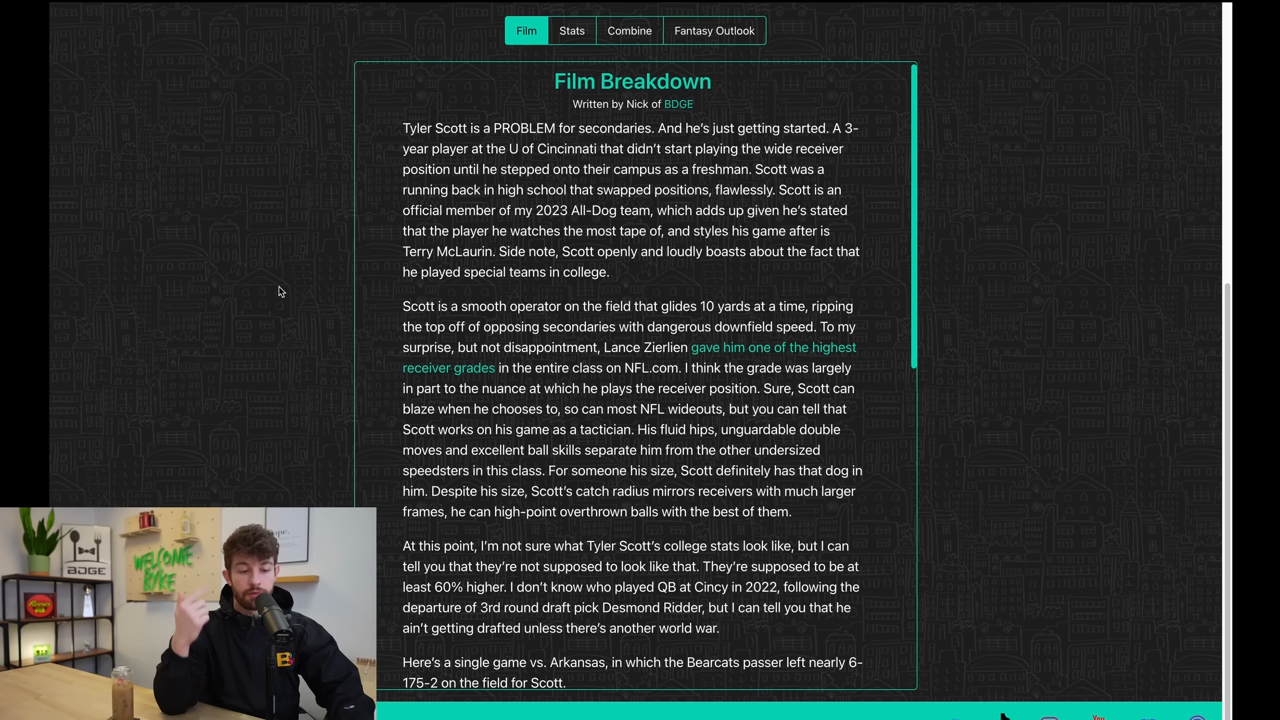 Film
Stats
Combine
Fantasy Outlook
Film Breakdown
Written by Nick of BDGE
Tyler Scott is a PROBLEM for secondaries. And he's just getting started. A 3-
year player at the U of Cincinnati that didn't start playing the wide receiver
position until he stepped onto their campus as a freshman. Scott was a
running back in high school that swapped positions, flawlessly. Scott is an
official member of my 2023 All-Dog team, which adds up given he's stated
that the player he watches the most tape of, and styles his game after is
Terry McLaurin. Side note, Scott openly and loudly boasts about the fact that
he played special teams in college.
Scott is a smooth operator on the field that glides 10 yards at a time, ripping
the top off of opposing secondaries with dangerous downfield speed. To my
surprise, but not disappointment, Lance Zierlien gave him one of the highest
receiver grades in the entire class on NFL.com. I think the grade was largely
in part to the nuance at which he plays the receiver position. Sure, Scott can
blaze when he chooses to, so can most NFL wideouts, but you can tell that
Scott works on his game as a tactician. His fluid hips, unguardable double
moves and excellent ball skills separate him from the other undersized
speedsters in this class. For someone his size, Scott definitely has that dog in
him. Despite his size, Scott's catch radius mirrors receivers with much larger
frames, he can high-point overthrown balls with the best of them.
At this point, I'm not sure what Tyler Scott's college stats look like, but I can
tell you that they're not supposed to look like that. They're supposed to be at
least 60% higher. I don't know who played QB at Cincy in 2022, following the
departure of 3rd round draft pick Desmond Ridder, but I can tell you that he
ain't getting drafted unless there's another world war.
Here's a single game vs. Arkansas, in which the Bearcats passer left nearly 6-
175-2 on the field for Scott.
BDGE
WELCOME